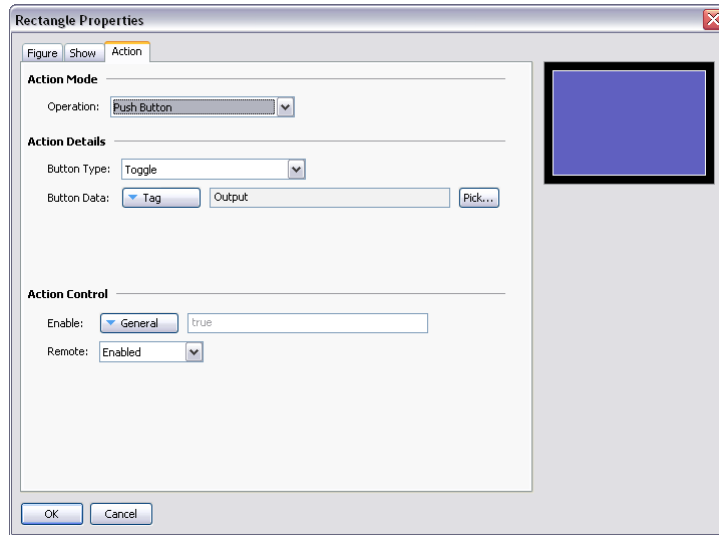 Rectangle Properties
Figure Show Action
Action Mode
Operation: Push Button
Action Details
Button Type: Toggle
Button Data: Tag Output Pick...
Action Control
Enable: General true
Remote: Enabled
OK Cancel